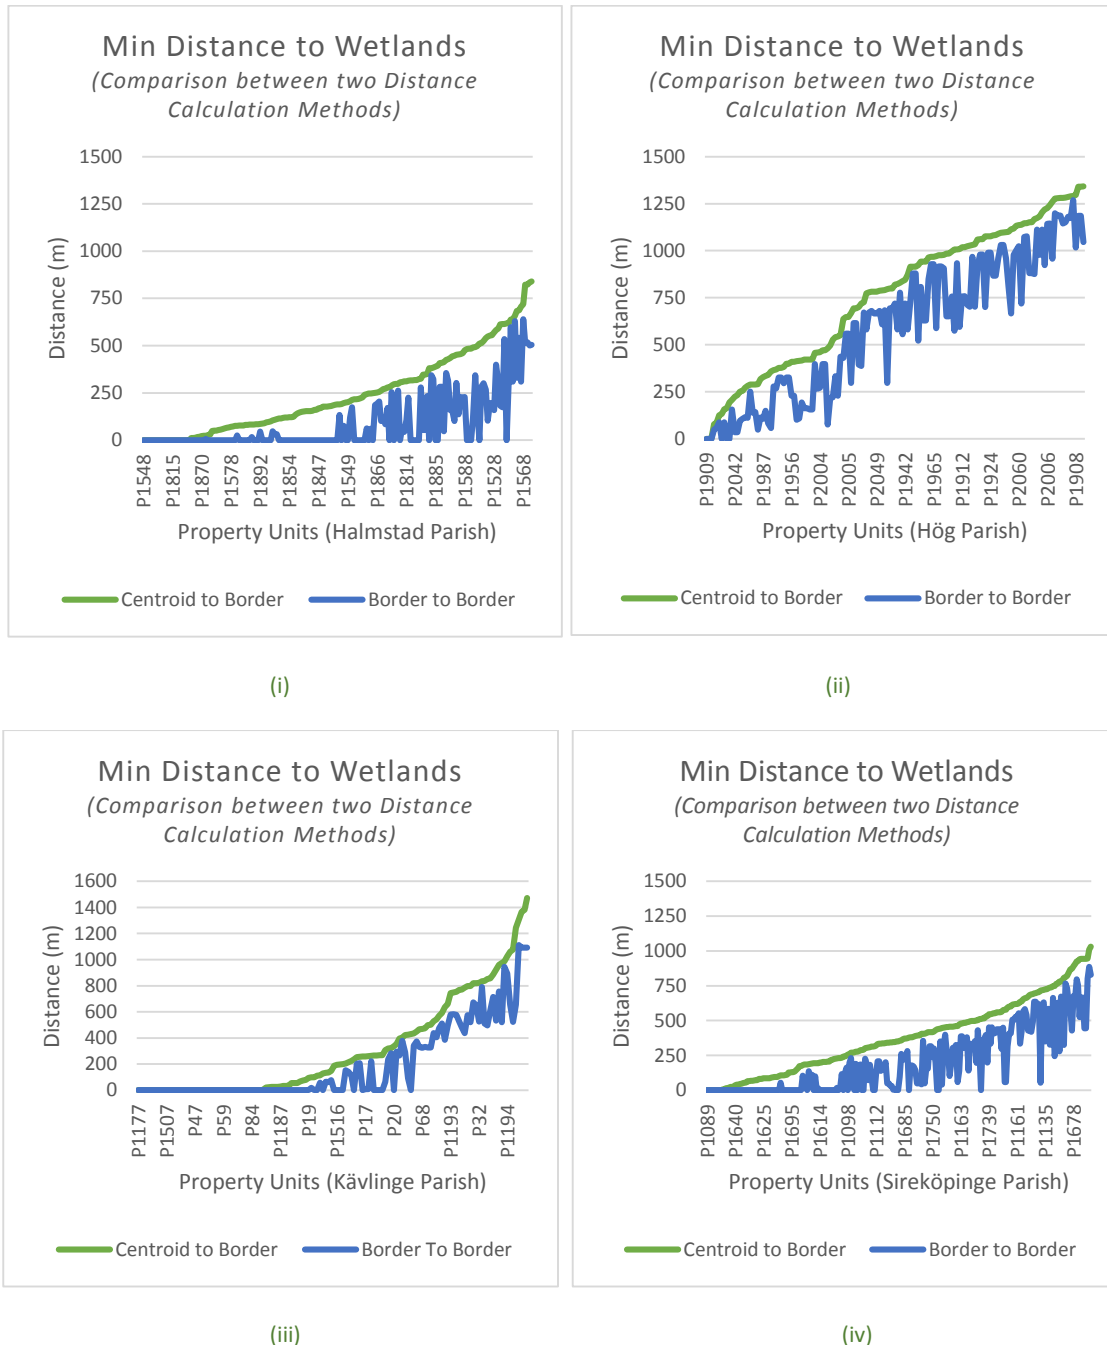 Min Distance to Wetlands
(Comparison between two Distance
Calculation Methods)
1500
1250
1000
750
500
250
0
Distance (m)
P1548
P1815
P1870
P1578
P1892
P1854
P1847
P1549
P1866
P1814
P1885
P1588
P1528
P1568
Property Units (Halmstad Parish)
Centroid to Border
Border to Border
(i)
Min Distance to Wetlands
(Comparison between two Distance
Calculation Methods)
1500
1250
1000
750
500
250
0
Distance (m)
P1909
P2042
P1987
P1956
P2004
P2005
P2049
P1942
P1965
P1912
P1924
P2060
P2006
P1908
Property Units (Hög Parish)
Centroid to Border
Border to Border
(ii)
Min Distance to Wetlands
(Comparison between two Distance
Calculation Methods)
1600
1400
1200
1000
800
600
400
200
0
Distance (m)
P1177
P1507
P47
P59
P84
P1187
P19
P1516
P17
P20
P68
P1193
P32
P1194
Property Units (Kävlinge Parish)
Centroid to Border
Border To Border
(iii)
Min Distance to Wetlands
(Comparison between two Distance
Calculation Methods)
1500
1250
1000
750
500
250
0
Distance (m)
P1089
P1640
P1625
P1695
P1614
P1098
P1112
P1685
P1750
P1163
P1739
P1161
P1135
P1678
Property Units (Sireköpinge Parish)
Centroid to Border
Border to Border
(iv)